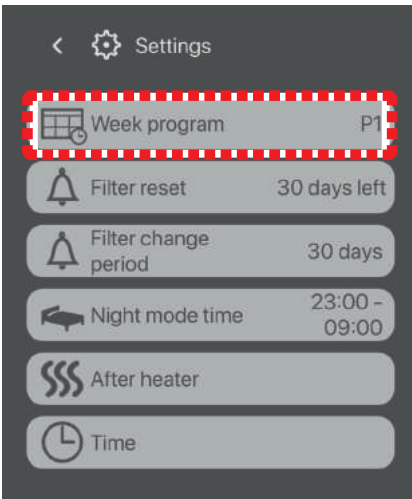 Settings
Week program P1
Filter reset 30 days left
Filter change
period 30 days
Night mode time 23:00 -
09:00
After heater
Time